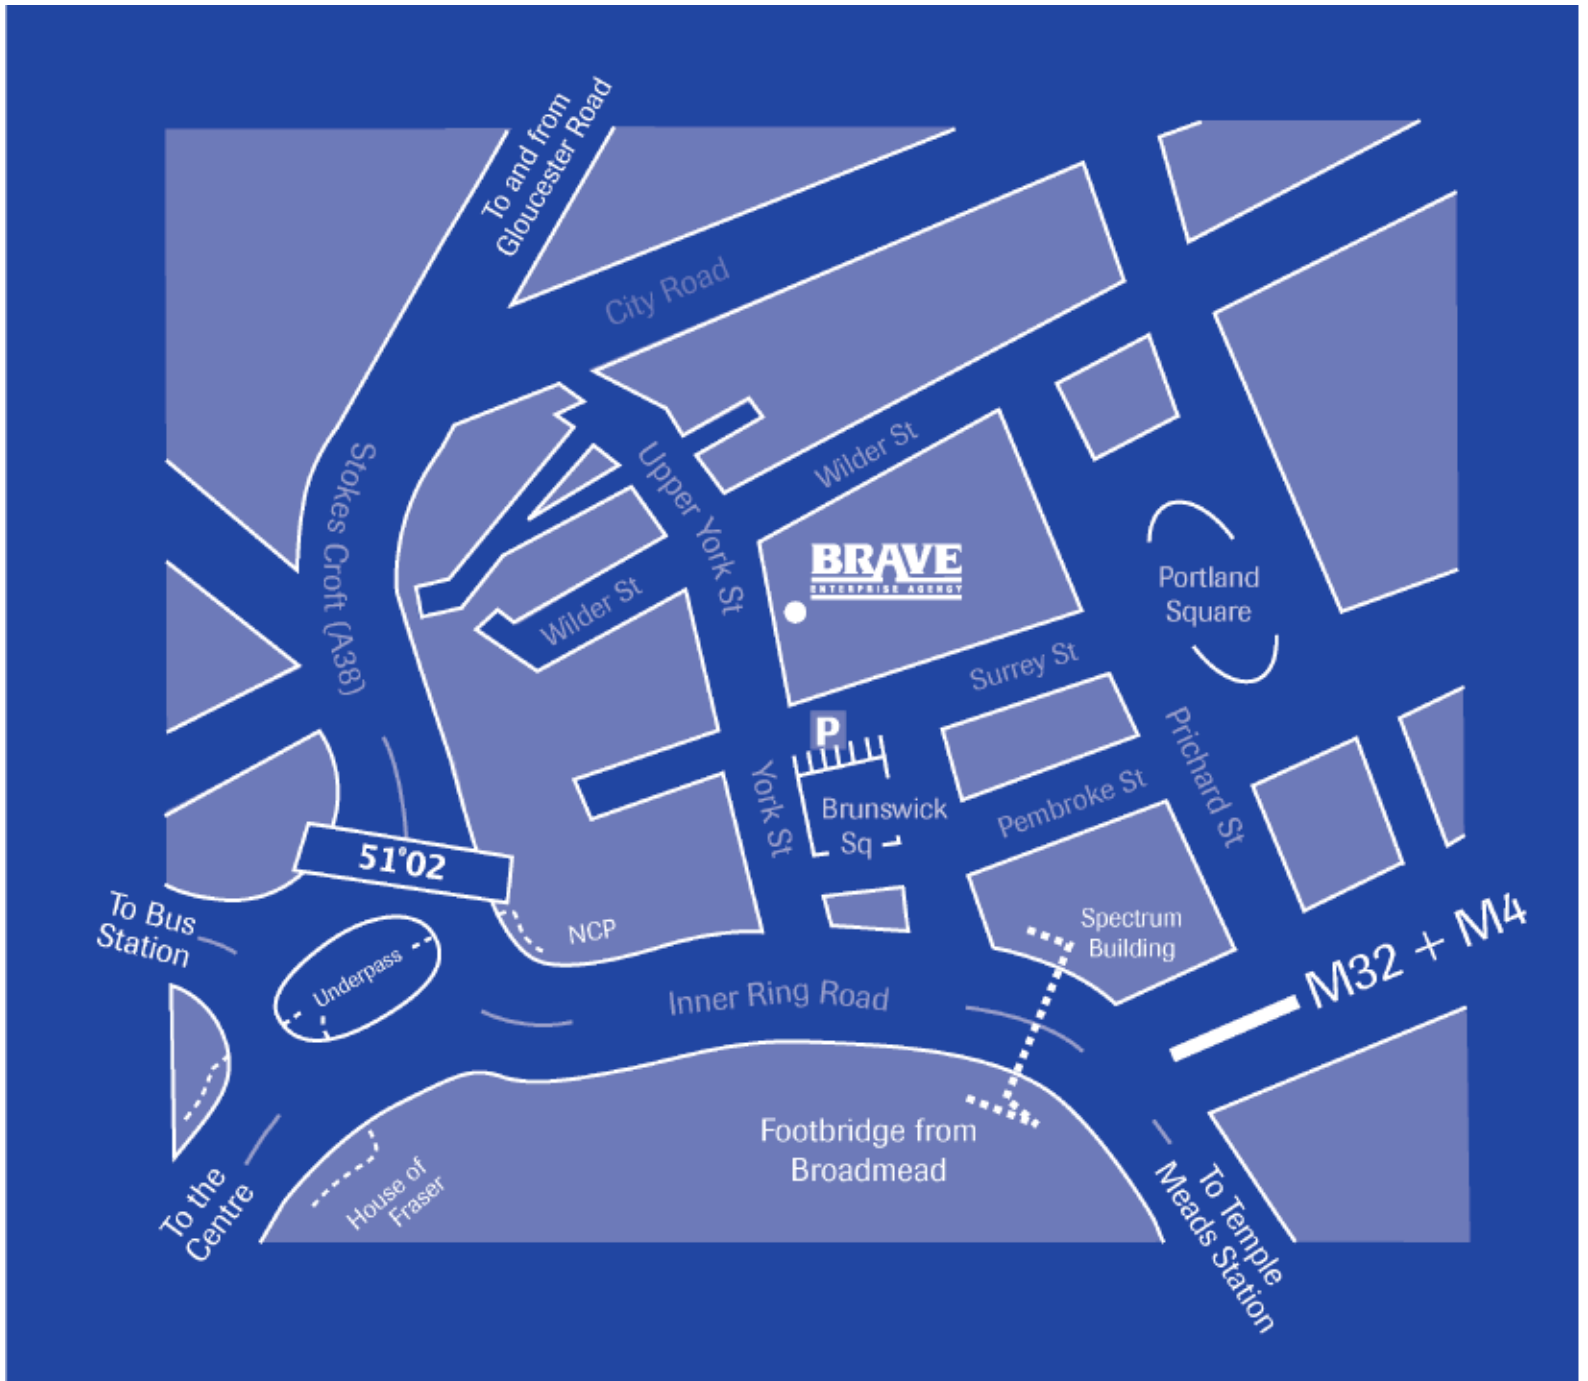 To and from
Gloucester Road
City Road
Stokes Croft (A38)
Upper York St
Wilder St
BRAVE
ENTERPRISE AGENCY
Portland
Square
Wilder St
Surrey St
P
Prichard St
York St
Brunswick
Sq
Pembroke St
51°02
To Bus
Station
NCP
Spectrum
Building
M32 + M4
Underpass
Inner Ring Road
Footbridge from
Broadmead
House of
Fraser
To the
Centre
To Temple
Meads Station